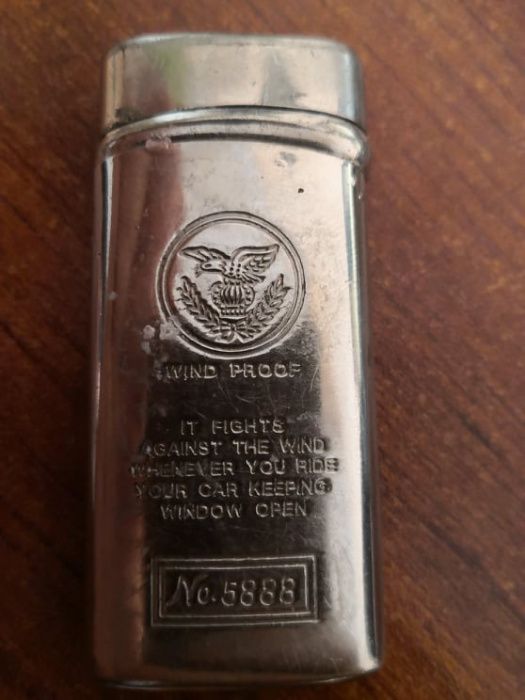 WIND PROOF
IT FIGHTS
AGAINST THE WIND
WHENEVER YOU RIDE
YOUR CAR KEEPING
WINDOW OPEN
No. 5888